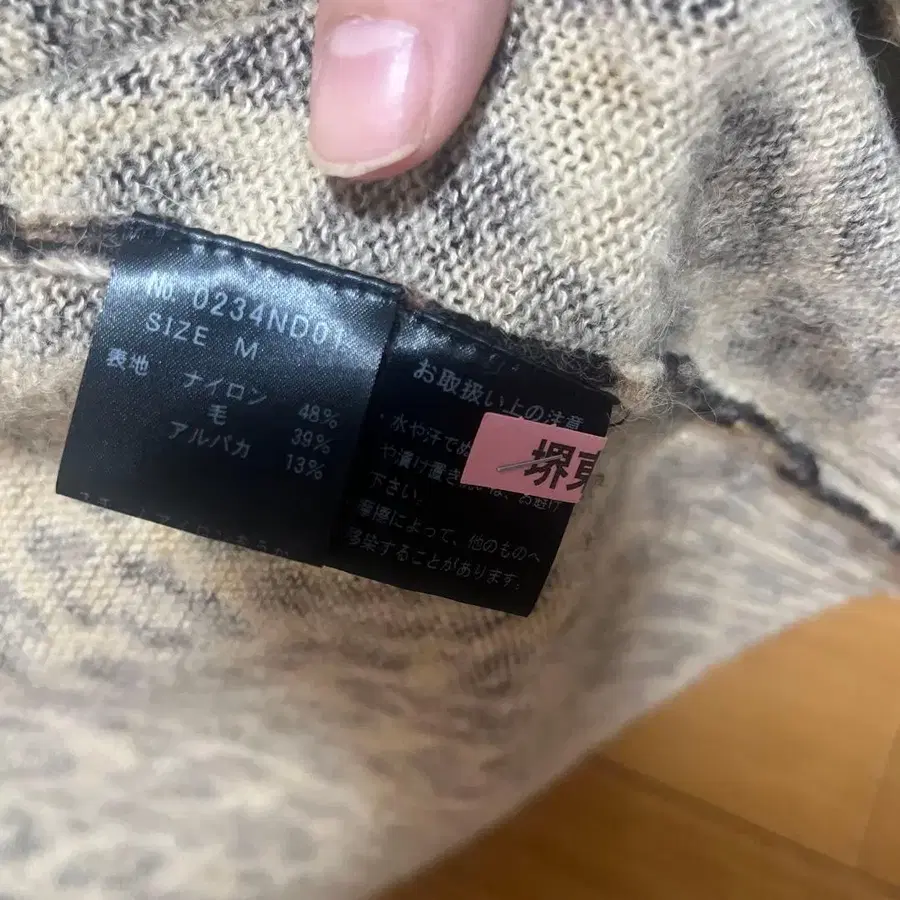 No. 0234ND01
SIZE M
表地 ナイロン 48%
毛 39%
アルパカ 13%
お取扱い上の注意
・水や汗でぬ
や漬け置き
下さい。
摩擦によって、他のものへ
移染することがあります。
堺東